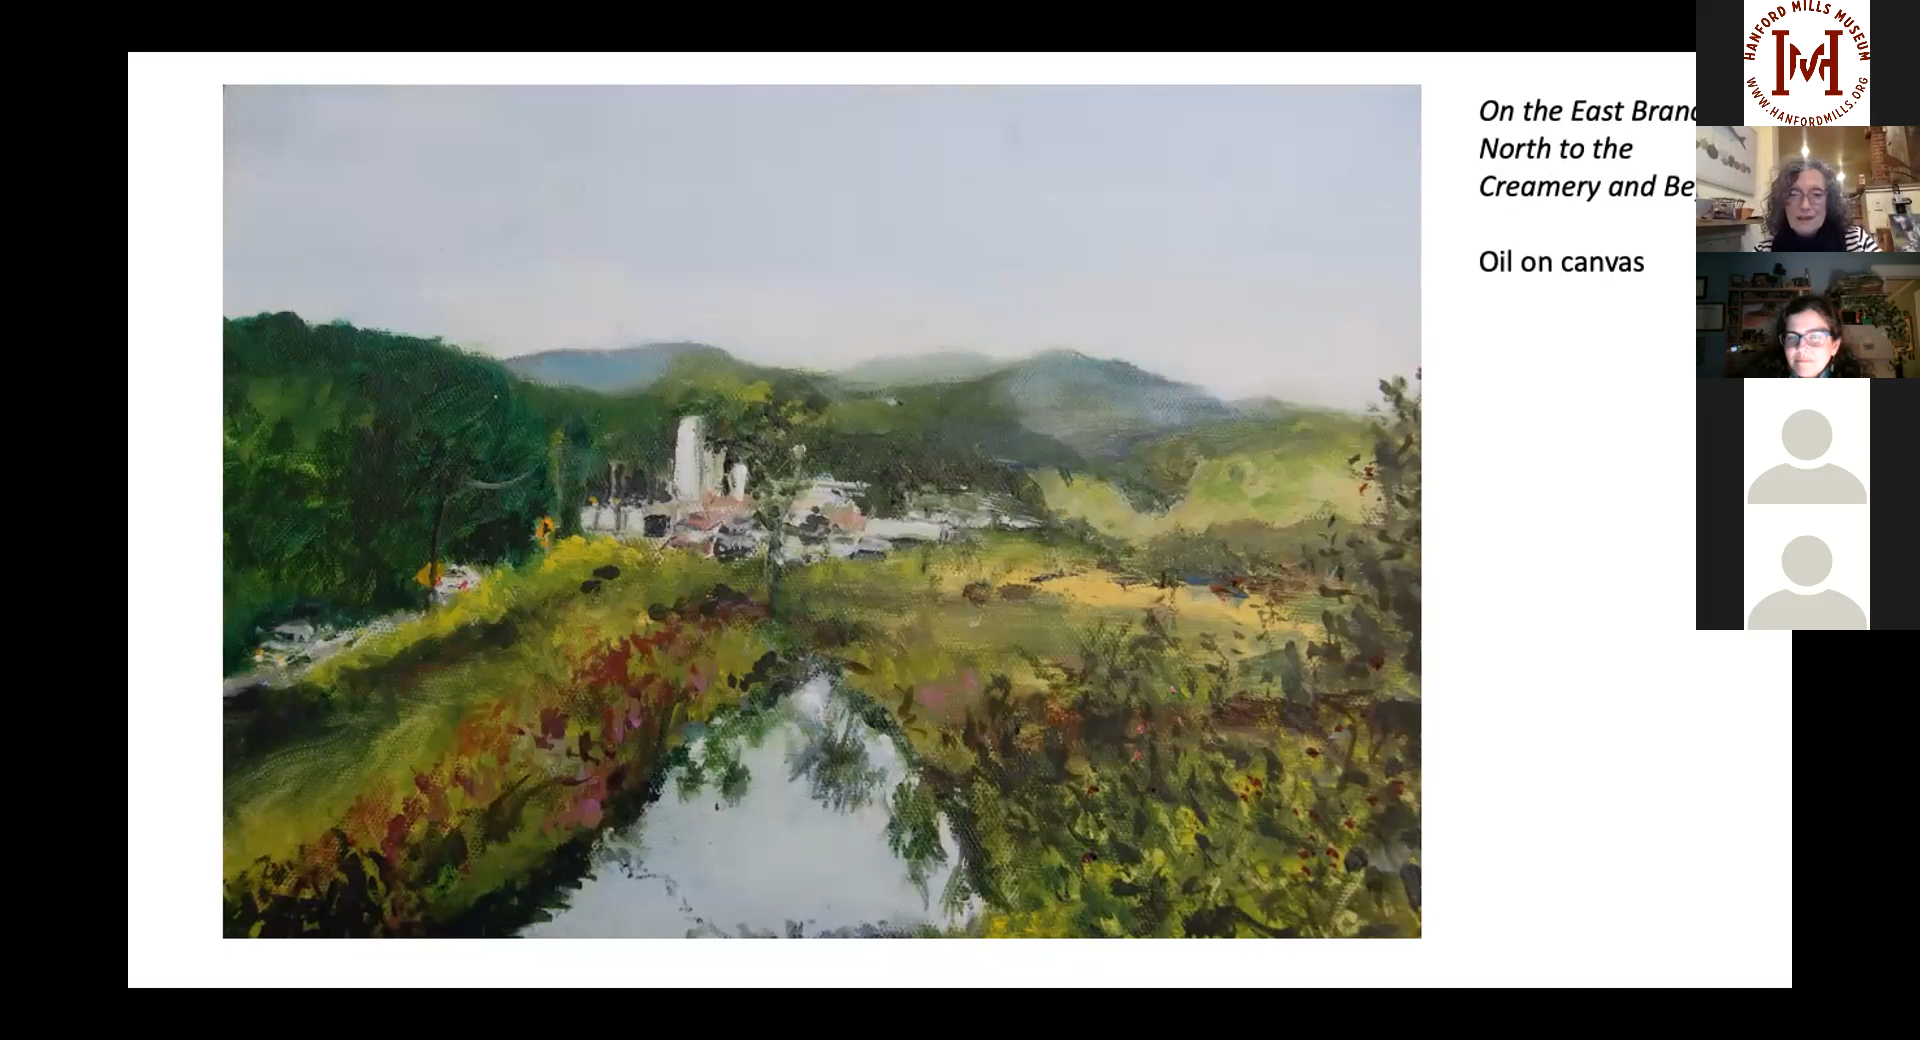 On the East Branc
North to the
Creamery and Be
Oil on canvas
HANFORD MILLS MUSEUM
HM
WWW.HANFORDMILLS.ORG